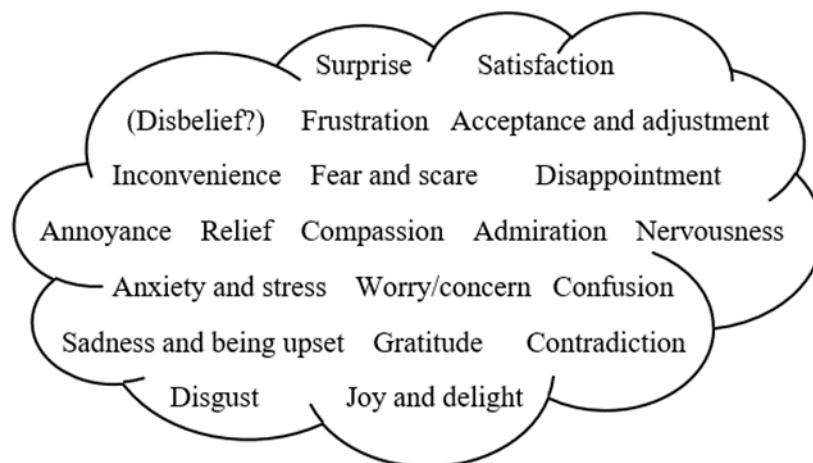 Surprise Satisfaction
(Disbelief?) Frustration Acceptance and adjustment
Inconvenience Fear and scare Disappointment
Annoyance Relief Compassion Admiration Nervousness
Anxiety and stress Worry/concern Confusion
Sadness and being upset Gratitude Contradiction
Disgust Joy and delight